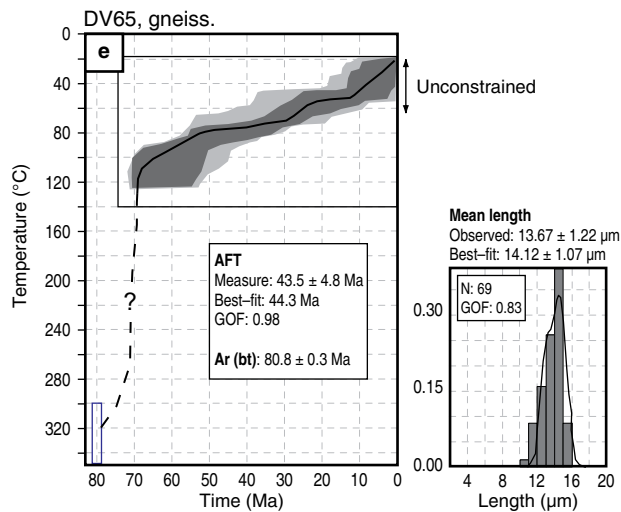 DV65, gneiss.
e
0
40
80
120
160
200
240
280
320
Temperature (°C)
80 70 60 50 40 30 20 10 0
Time (Ma)
Unconstrained
?
AFT
Measure: 43.5 ± 4.8 Ma
Best–fit: 44.3 Ma
GOF: 0.98
Ar (bt): 80.8 ± 0.3 Ma
Mean length
Observed: 13.67 ± 1.22 µm
Best–fit: 14.12 ± 1.07 µm
N: 69
GOF: 0.83
0.30
0.15
0.00
4 8 12 16 20
Length (µm)